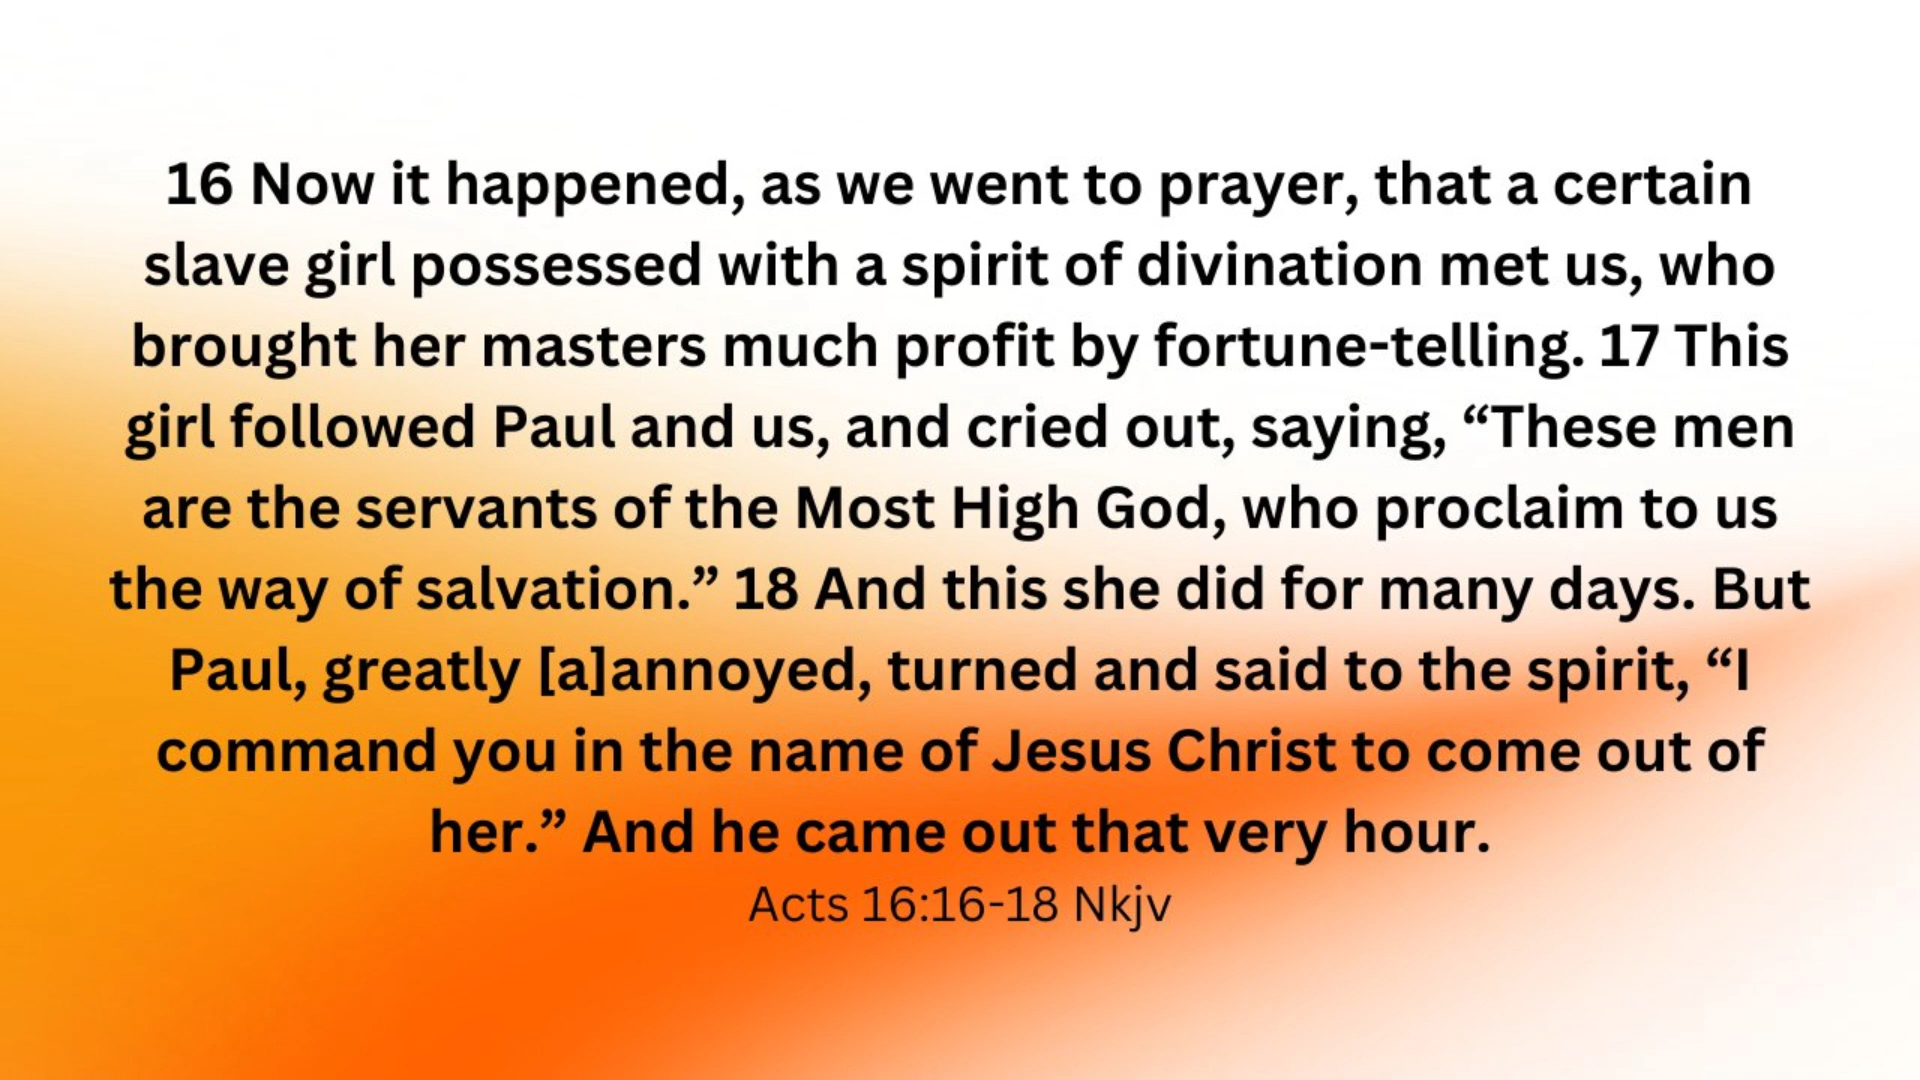 16 Now it happened, as we went to prayer, that a certain
slave girl possessed with a spirit of divination met us, who
brought her masters much profit by fortune-telling. 17 This
girl followed Paul and us, and cried out, saying, “These men
are the servants of the Most High God, who proclaim to us
the way of salvation.” 18 And this she did for many days. But
Paul, greatly [a]annoyed, turned and said to the spirit, “I
command you in the name of Jesus Christ to come out of
her.” And he came out that very hour.
Acts 16:16-18 Nkjv